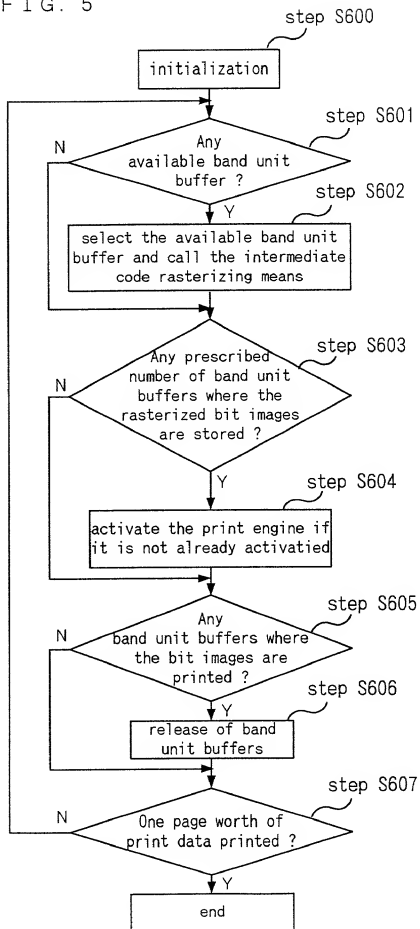 FIG. 5
step S600
initialization
step S601
N
Any
available band unit
buffer ?
Y
step S602
select the available band unit
buffer and call the intermediate
code rasterizing means
step S603
N
Any prescribed
number of band unit
buffers where the
rasterized bit images
are stored ?
Y
step S604
activate the print engine if
it is not already activatied
step S605
N
Any
band unit buffers where
the bit images are
printed ?
Y
step S606
release of band
unit buffers
step S607
N
One page worth of
print data printed ?
Y
end